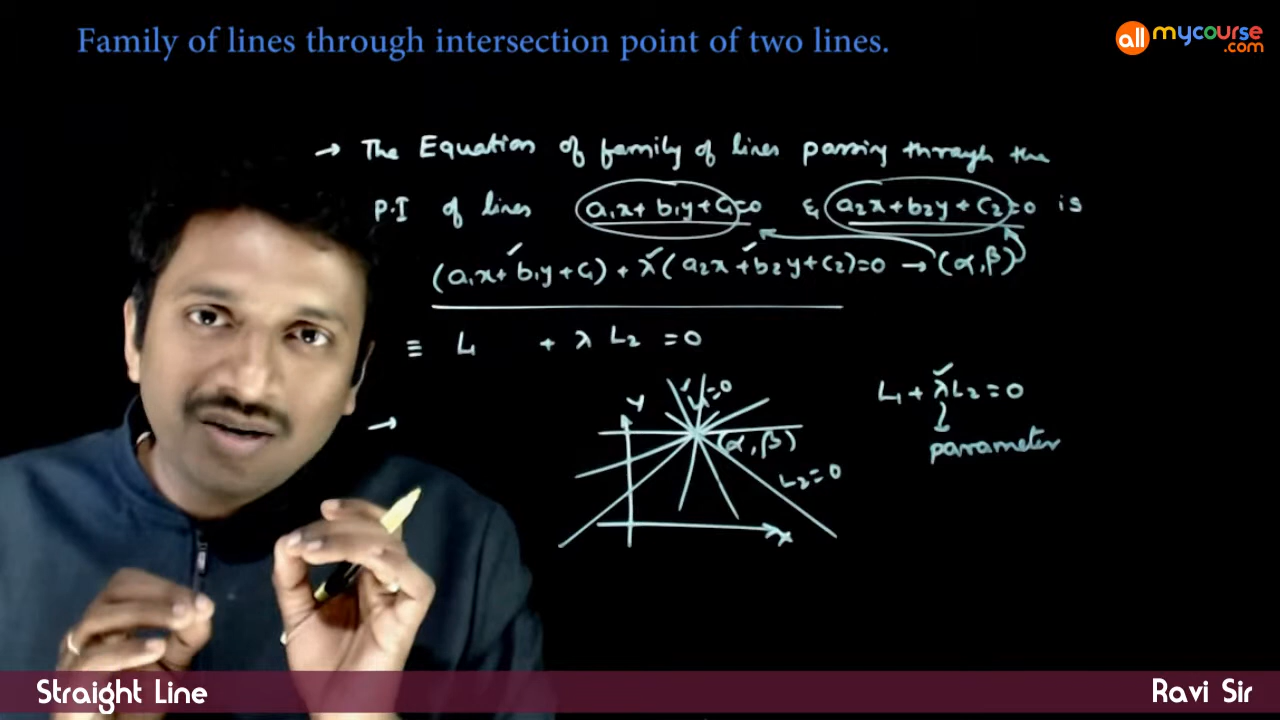 Family of lines through intersection point of two lines.
all mycourse .com
→ The Equation of family of lines passing through the
P.I of lines a₁x + b₁y + c₁ = 0 & a₂x + b₂y + c₂ = 0 is
(a₁x + b₁y + c₁) + λ (a₂x + b₂y + c₂) = 0 → (α, β)
≡ L₁ + λ L₂ = 0
→
Y
L₁ = 0
(α, β)
L₂ = 0
X
L₁ + λL₂ = 0
parameter
Straight Line
Ravi Sir